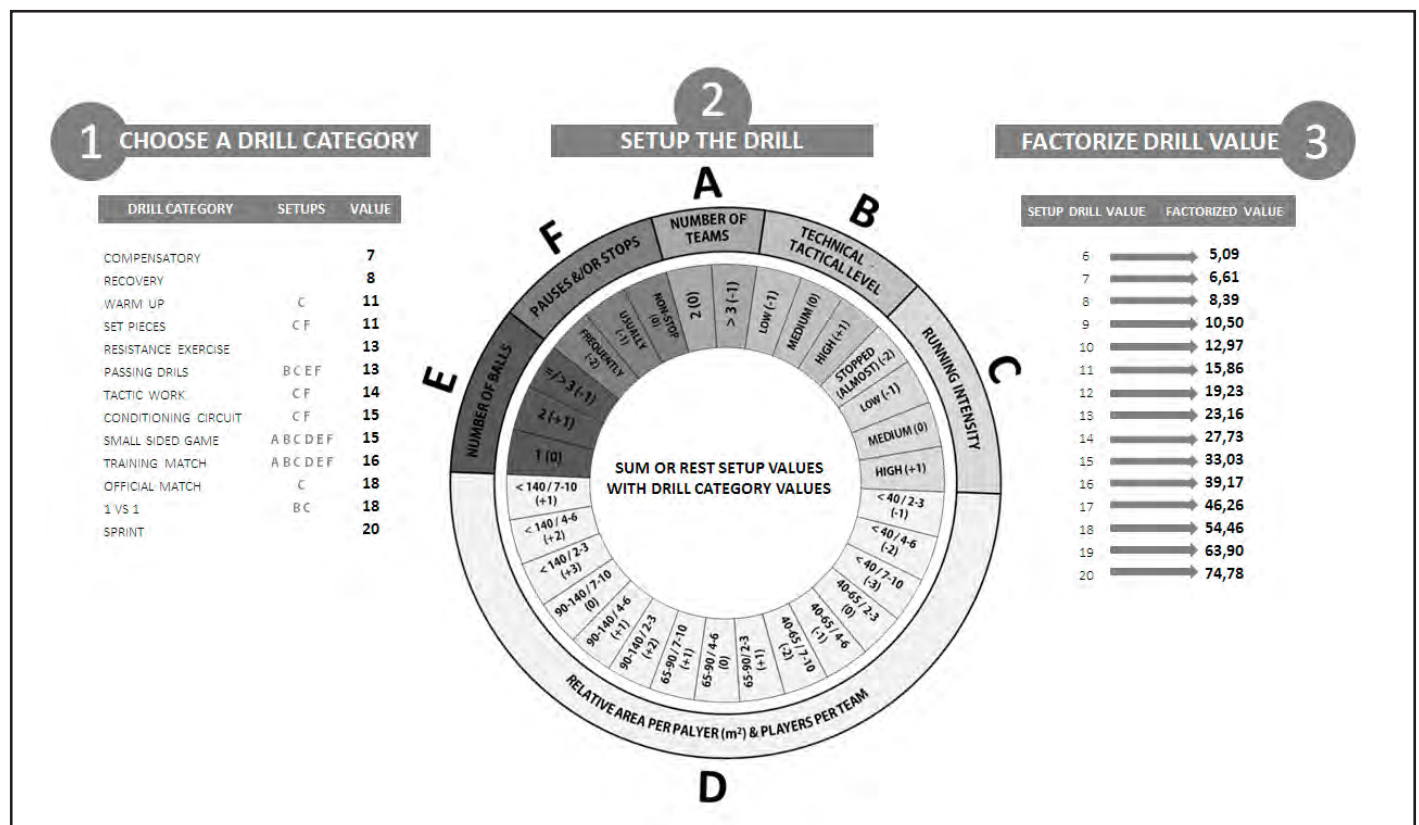 1
CHOOSE A DRILL CATEGORY
DRILL CATEGORY SETUPS VALUE
COMPENSATORY 7
RECOVERY 8
WARM UP C 11
SET PIECES C F 11
RESISTANCE EXERCISE 13
PASSING DRILS B C E F 13
TACTIC WORK C F 14
CONDITIONING CIRCUIT C F 15
SMALL SIDED GAME A B C D E F 15
TRAINING MATCH A B C D E F 16
OFFICIAL MATCH C 18
1 VS 1 B C 18
SPRINT 20
2
SETUP THE DRILL
A
NUMBER OF
TEAMS
2 (0)
> 3 (-1)
B
TECHNICAL
TACTICAL LEVEL
LOW (-1)
MEDIUM (0)
HIGH (+1)
C
RUNNING INTENSITY
STOPPED
(ALMOST) (-2)
LOW (-1)
MEDIUM (0)
HIGH (+1)
D
RELATIVE AREA PER PALYER (m²) & PLAYERS PER TEAM
< 40 / 2-3
(-1)
< 40 / 4-6
(-2)
< 40 / 7-10
(-3)
40-65 / 2-3
(0)
40-65 / 4-6
(-1)
40-65 / 7-10
(-2)
65-90 / 2-3
(+1)
65-90 / 4-6
(0)
65-90 / 7-10
(+1)
90-140 / 2-3
(+2)
90-140 / 4-6
(+1)
90-140 / 7-10
(0)
< 140 / 2-3
(+3)
< 140 / 4-6
(+2)
< 140 / 7-10
(+1)
E
NUMBER OF BALLS
1 (0)
2 (+1)
=/> 3 (-1)
F
PAUSES &/OR STOPS
FREQUENTLY
(-2)
USUALLY
(-1)
NON-STOP
(0)
SUM OR REST SETUP VALUES
WITH DRILL CATEGORY VALUES
FACTORIZE DRILL VALUE
3
SETUP DRILL VALUE FACTORIZED VALUE
6 5,09
7 6,61
8 8,39
9 10,50
10 12,97
11 15,86
12 19,23
13 23,16
14 27,73
15 33,03
16 39,17
17 46,26
18 54,46
19 63,90
20 74,78